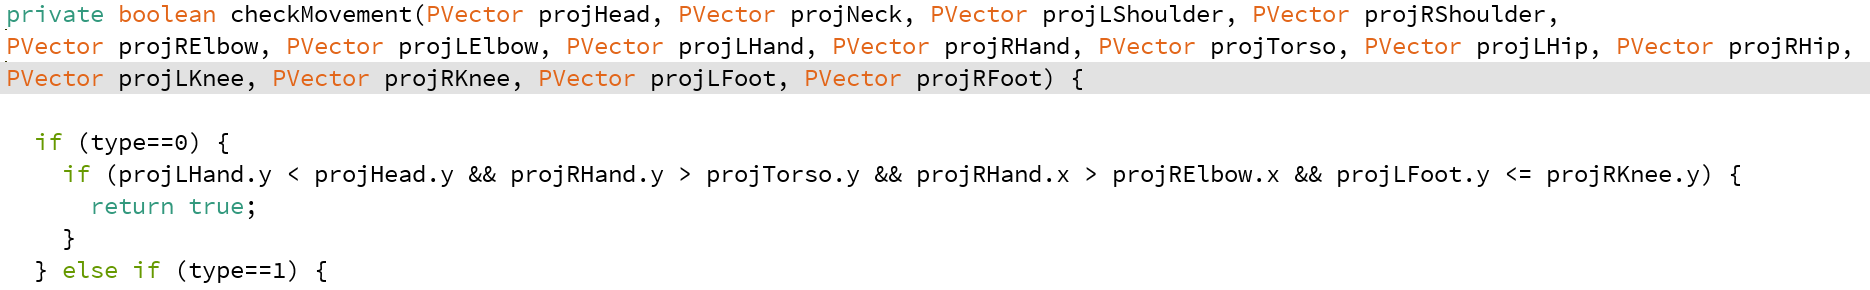 private boolean checkMovement(PVector projHead, PVector projNeck, PVector projLShoulder, PVector projRShoulder,
PVector projRElbow, PVector projLElbow, PVector projLHand, PVector projRHand, PVector projTorso, PVector projLHip, PVector projRHip,
PVector projLKnee, PVector projRKnee, PVector projLFoot, PVector projRFoot) {
if (type==0) {
if (projLHand.y < projHead.y && projRHand.y > projTorso.y && projRHand.x > projRElbow.x && projLFoot.y <= projRKnee.y) {
return true;
}
} else if (type==1) {